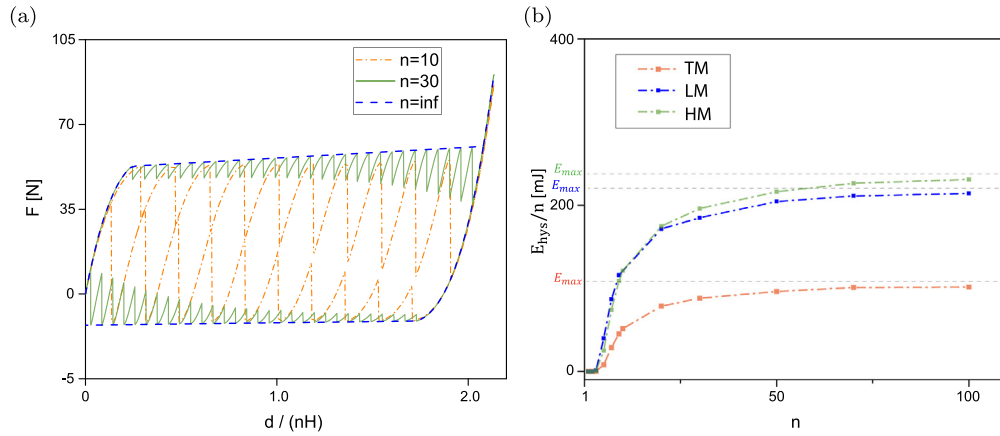 (a)
105
70
35
0
-5
F [N]
n=10
n=30
n=inf
0
1.0
2.0
d / (nH)
(b)
400
200
0
E_hys/n [mJ]
TM
LM
HM
E_max
E_max
E_max
1
50
100
n